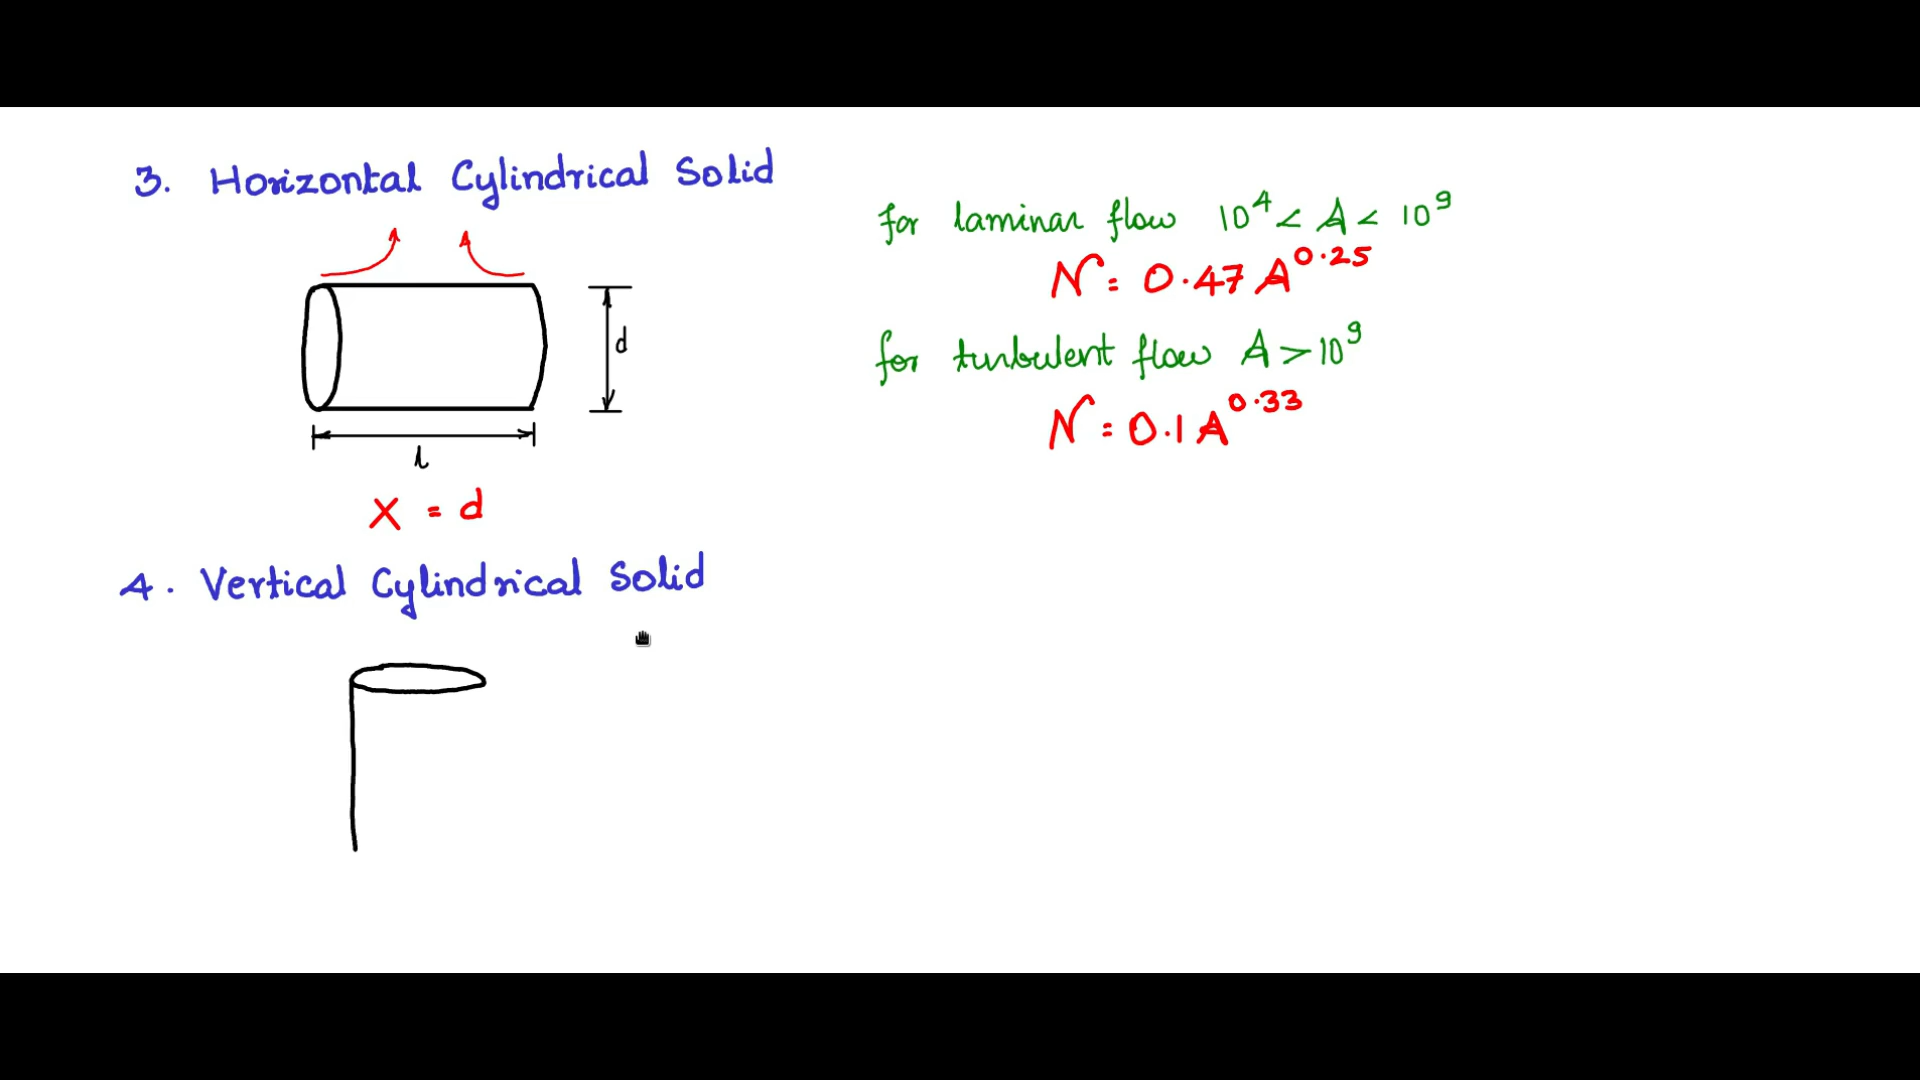 3. Horizontal Cylindrical Solid
for laminar flow 10⁴ < A < 10⁹
N = 0.47 A^0.25
d
for turbulent flow A > 10⁹
N = 0.1 A^0.33
l
X = d
4. Vertical Cylindrical Solid